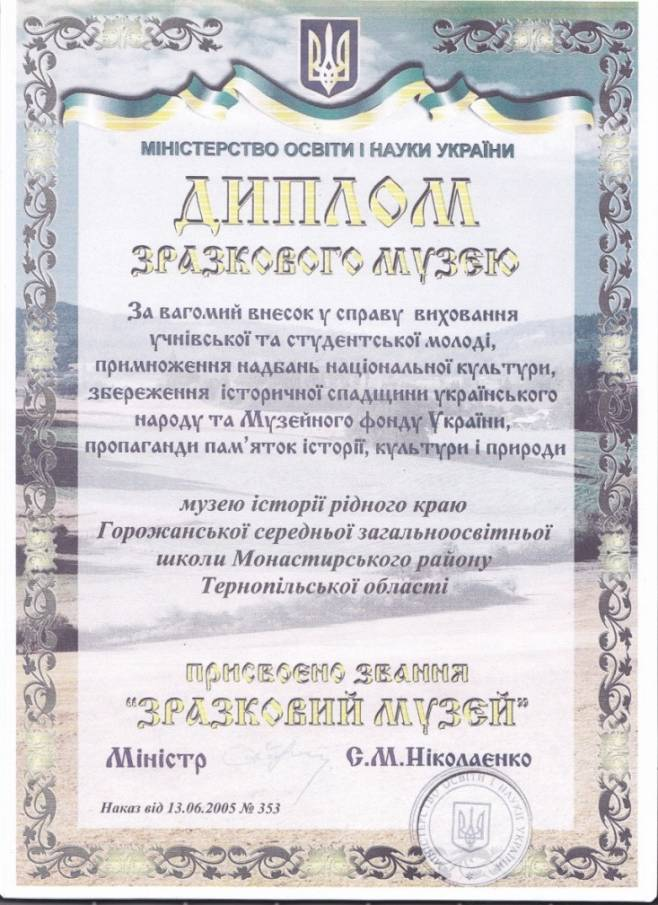 МІНІСТЕРСТВО ОСВІТИ І НАУКИ УКРАЇНИ
ДИПЛОМ
ЗРАЗКОВОГО МУЗЕЮ
За вагомий внесок у справу виховання
учнівської та студентської молоді,
примноження надбань національної культури,
збереження історичної спадщини українського
народу та Музейного фонду України,
пропаганди пам'яток історії, культури і природи
музею історії рідного краю
Горожанської середньої загальноосвітньої
школи Монастирського району
Тернопільської області
ПРИСВОЄНО ЗВАННЯ
"ЗРАЗКОВИЙ МУЗЕЙ"
Міністр С.М.Ніколаєнко
Наказ від 13.06.2005 № 353
МІНІСТЕРСТВО ОСВІТИ І НАУКИ УКРАЇНИ